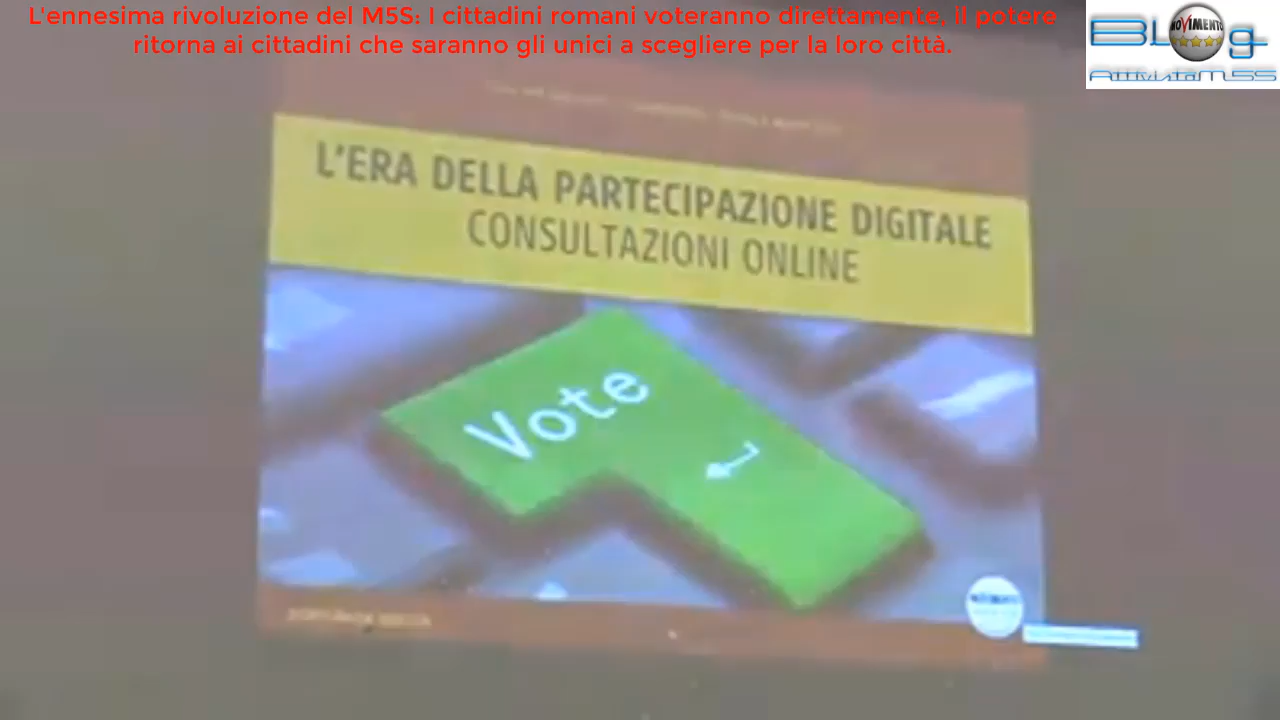 L'ennesima rivoluzione del M5S: I cittadini romani voteranno direttamente, il potere
ritorna ai cittadini che saranno gli unici a scegliere per la loro città.
BLOg
MOVIMENTO
AttivistaM5S
L'ERA DELLA PARTECIPAZIONE DIGITALE
CONSULTAZIONI ONLINE
Vote